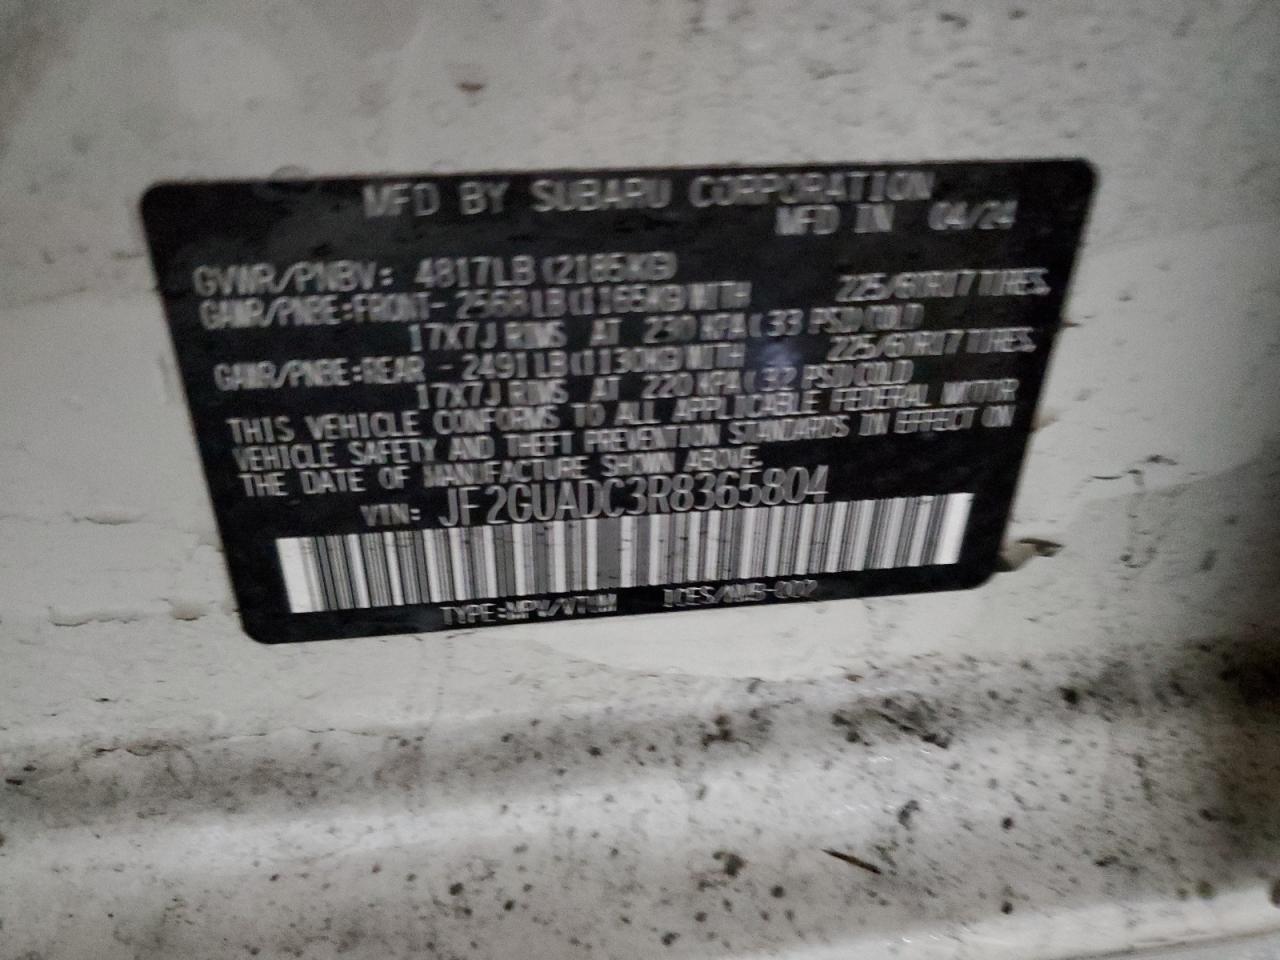 MFD BY SUBARU CORPORATION
MFD IN 04/24
GVWR/PNBV: 4817LB(2185KG)
GAWR/PNBE:FRONT- 2568LB(1165KG)WITH 225/60R17 TIRES,
17X7J RIMS AT 230 KPA( 33 PSI)COLD
GAWR/PNBE:REAR - 2491LB(1130KG)WITH 225/60R17 TIRES,
17X7J RIMS AT 220 KPA( 32 PSI)COLD
THIS VEHICLE CONFORMS TO ALL APPLICABLE FEDERAL MOTOR
VEHICLE SAFETY AND THEFT PREVENTION STANDARDS IN EFFECT ON
THE DATE OF MANUFACTURE SHOWN ABOVE.
VIN: JF2GUADC3R8365804
TYPE:MPV/VTUM ICES/NMB-002